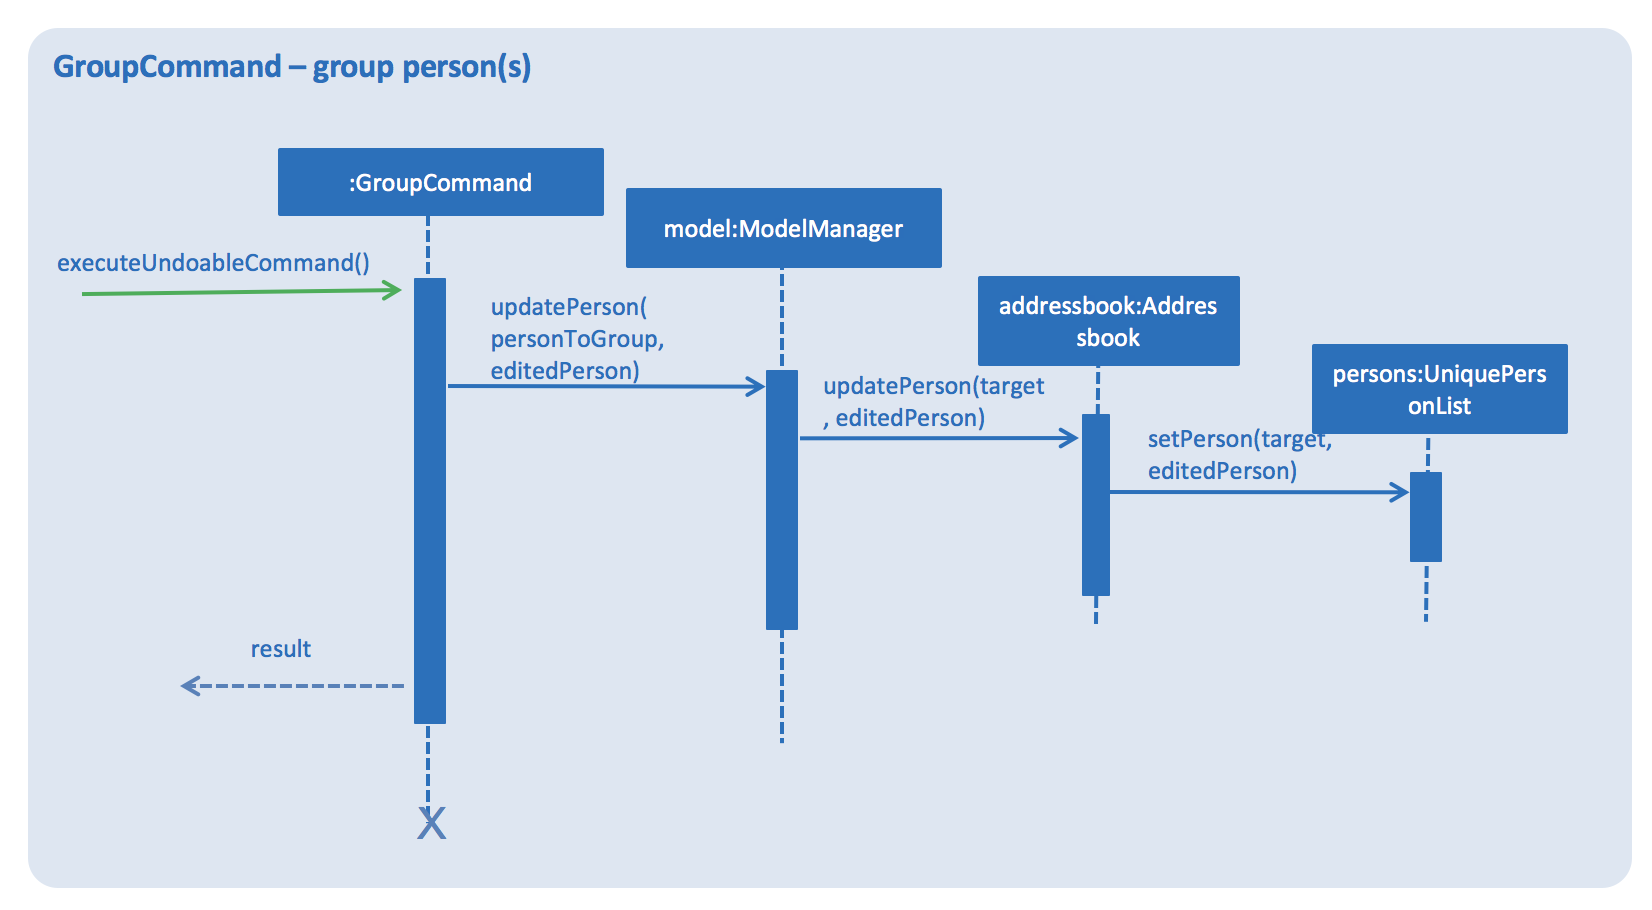 GroupCommand – group person(s)
:GroupCommand
model:ModelManager
executeUndoableCommand()
addressbook:Addres
sbook
updatePerson(
personToGroup,
editedPerson)
persons:UniquePers
onList
updatePerson(target
, editedPerson)
setPerson(target,
editedPerson)
result
X